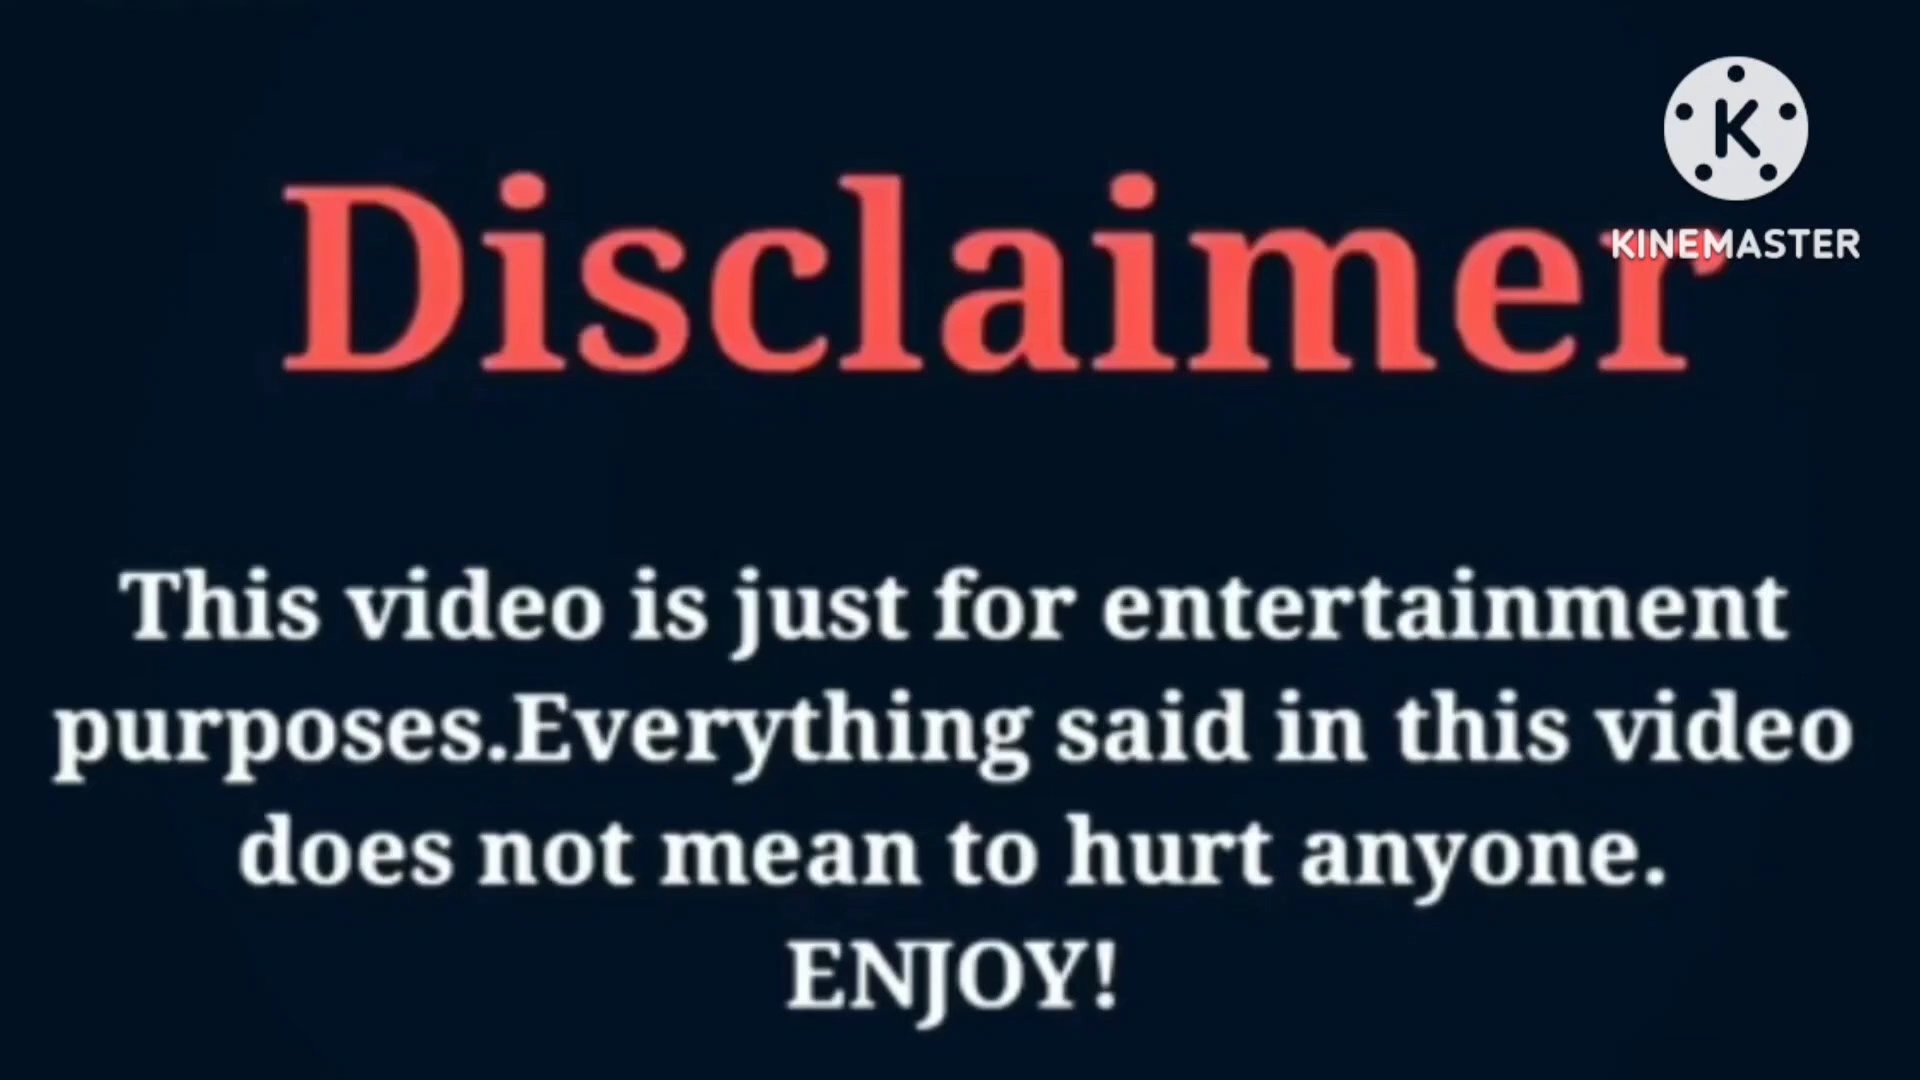 K
KINEMASTER
Disclaimer
This video is just for entertainment
purposes.Everything said in this video
does not mean to hurt anyone.
ENJOY!